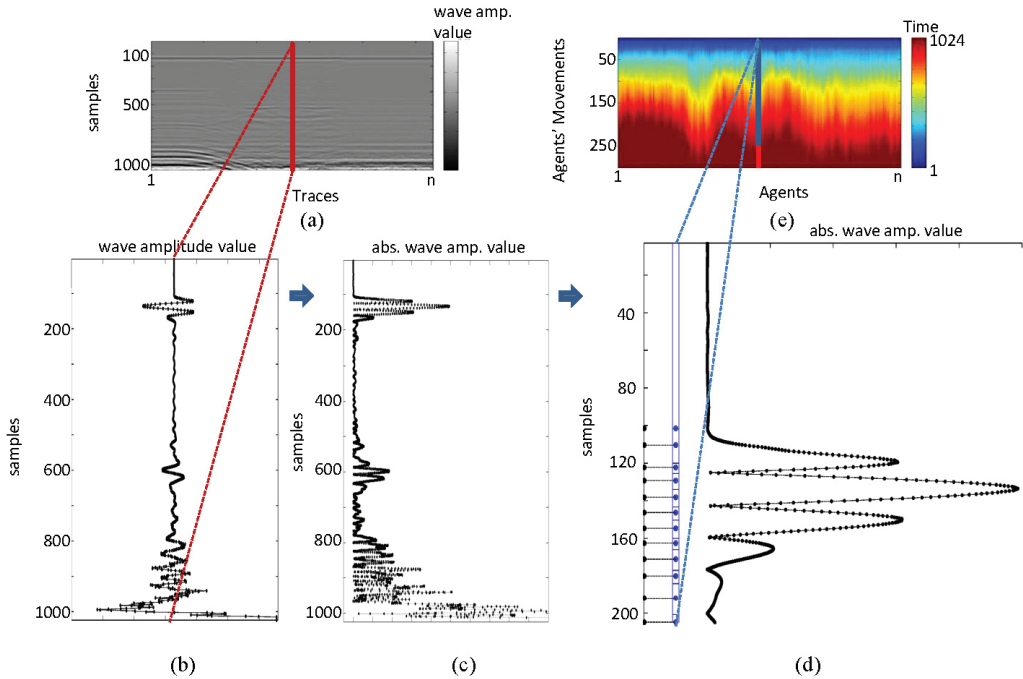 wave amp.
value
100
500
1000
samples
1
n
Traces
(a)
Time
1024
1
50
150
250
Agents' Movements
1
n
Agents
(e)
wave amplitude value
200
400
600
800
1000
samples
(b)
abs. wave amp. value
200
400
600
800
1000
samples
(c)
abs. wave amp. value
40
80
120
160
200
samples
(d)